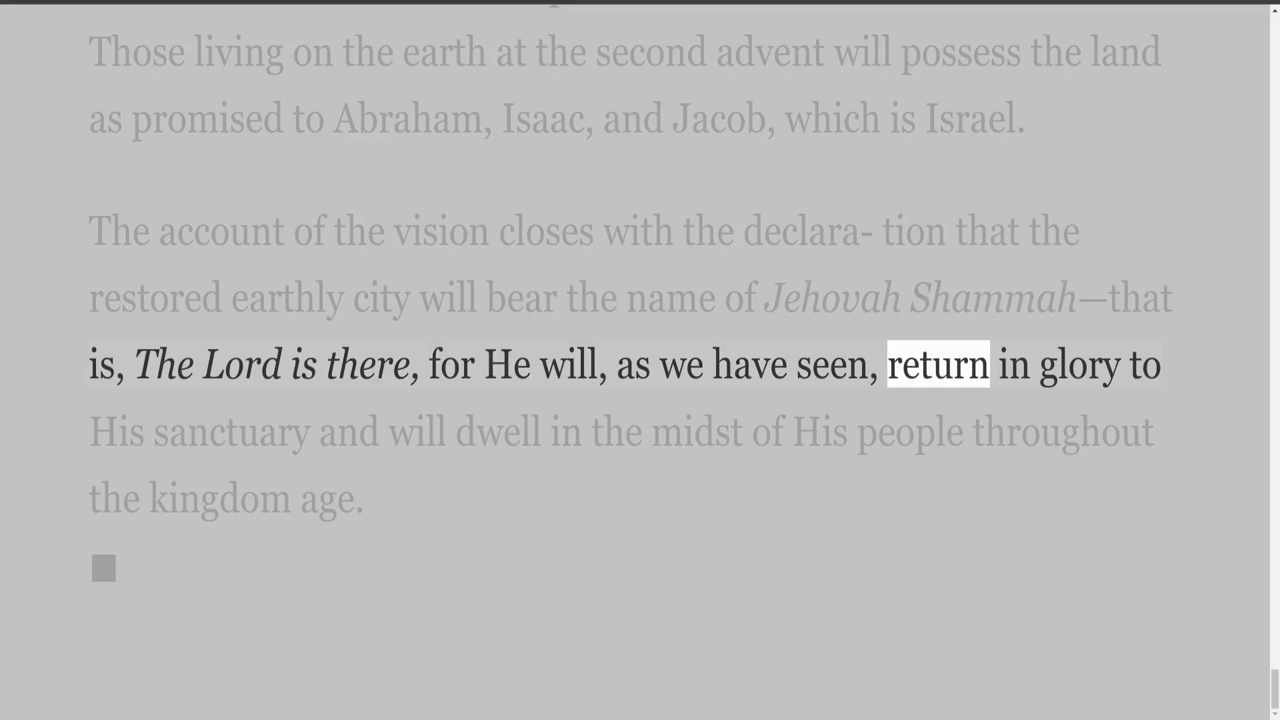 Those living on the earth at the second advent will possess the land
as promised to Abraham, Isaac, and Jacob, which is Israel.
The account of the vision closes with the declara- tion that the
restored earthly city will bear the name of Jehovah Shammah—that
is, The Lord is there, for He will, as we have seen, return in glory to
His sanctuary and will dwell in the midst of His people throughout
the kingdom age.